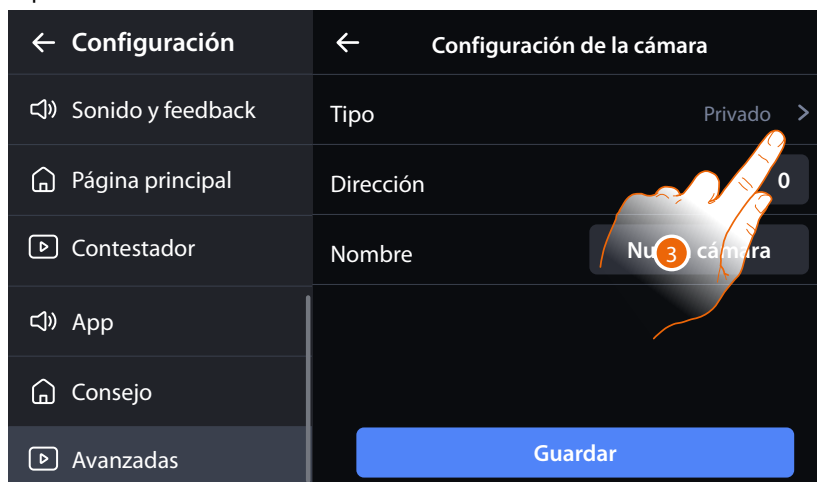 Configuración
Sonido y feedback
Página principal
Contestador
App
Consejo
Avanzadas
Configuración de la cámara
Tipo
Privado
Dirección
0
Nombre
cámara
3
Guardar